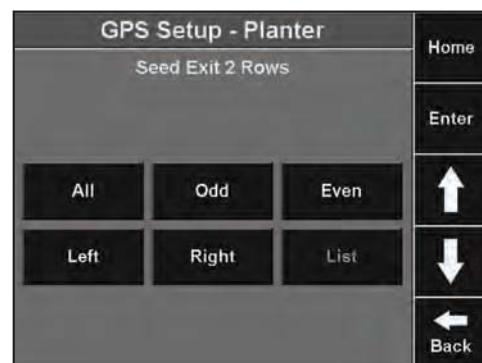 GPS Setup - Planter
Seed Exit 2 Rows
All
Odd
Even
Left
Right
List
Home
Enter
Back